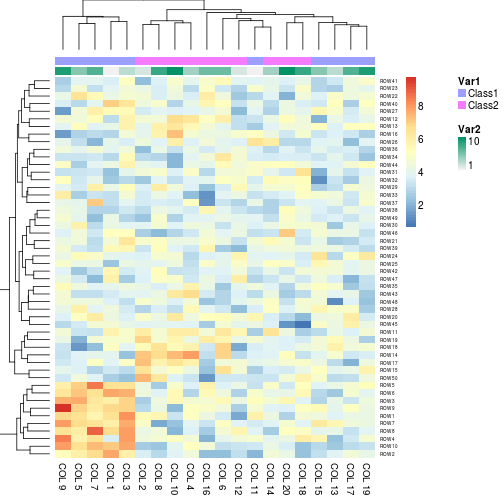 Var1
Class1
Class2
Var2
10
1
8
6
4
2
ROW41
ROW23
ROW22
ROW40
ROW27
ROW12
ROW13
ROW16
ROW26
ROW36
ROW34
ROW44
ROW31
ROW32
ROW29
ROW33
ROW37
ROW38
ROW49
ROW30
ROW46
ROW21
ROW39
ROW24
ROW25
ROW42
ROW47
ROW35
ROW43
ROW48
ROW28
ROW20
ROW45
ROW11
ROW19
ROW18
ROW14
ROW17
ROW15
ROW50
ROW5
ROW6
ROW3
ROW9
ROW1
ROW7
ROW8
ROW4
ROW10
ROW2
COL 9
COL 5
COL 7
COL 1
COL 3
COL 2
COL 8
COL 10
COL 4
COL 16
COL 6
COL 12
COL 11
COL 14
COL 20
COL 18
COL 15
COL 13
COL 17
COL 19